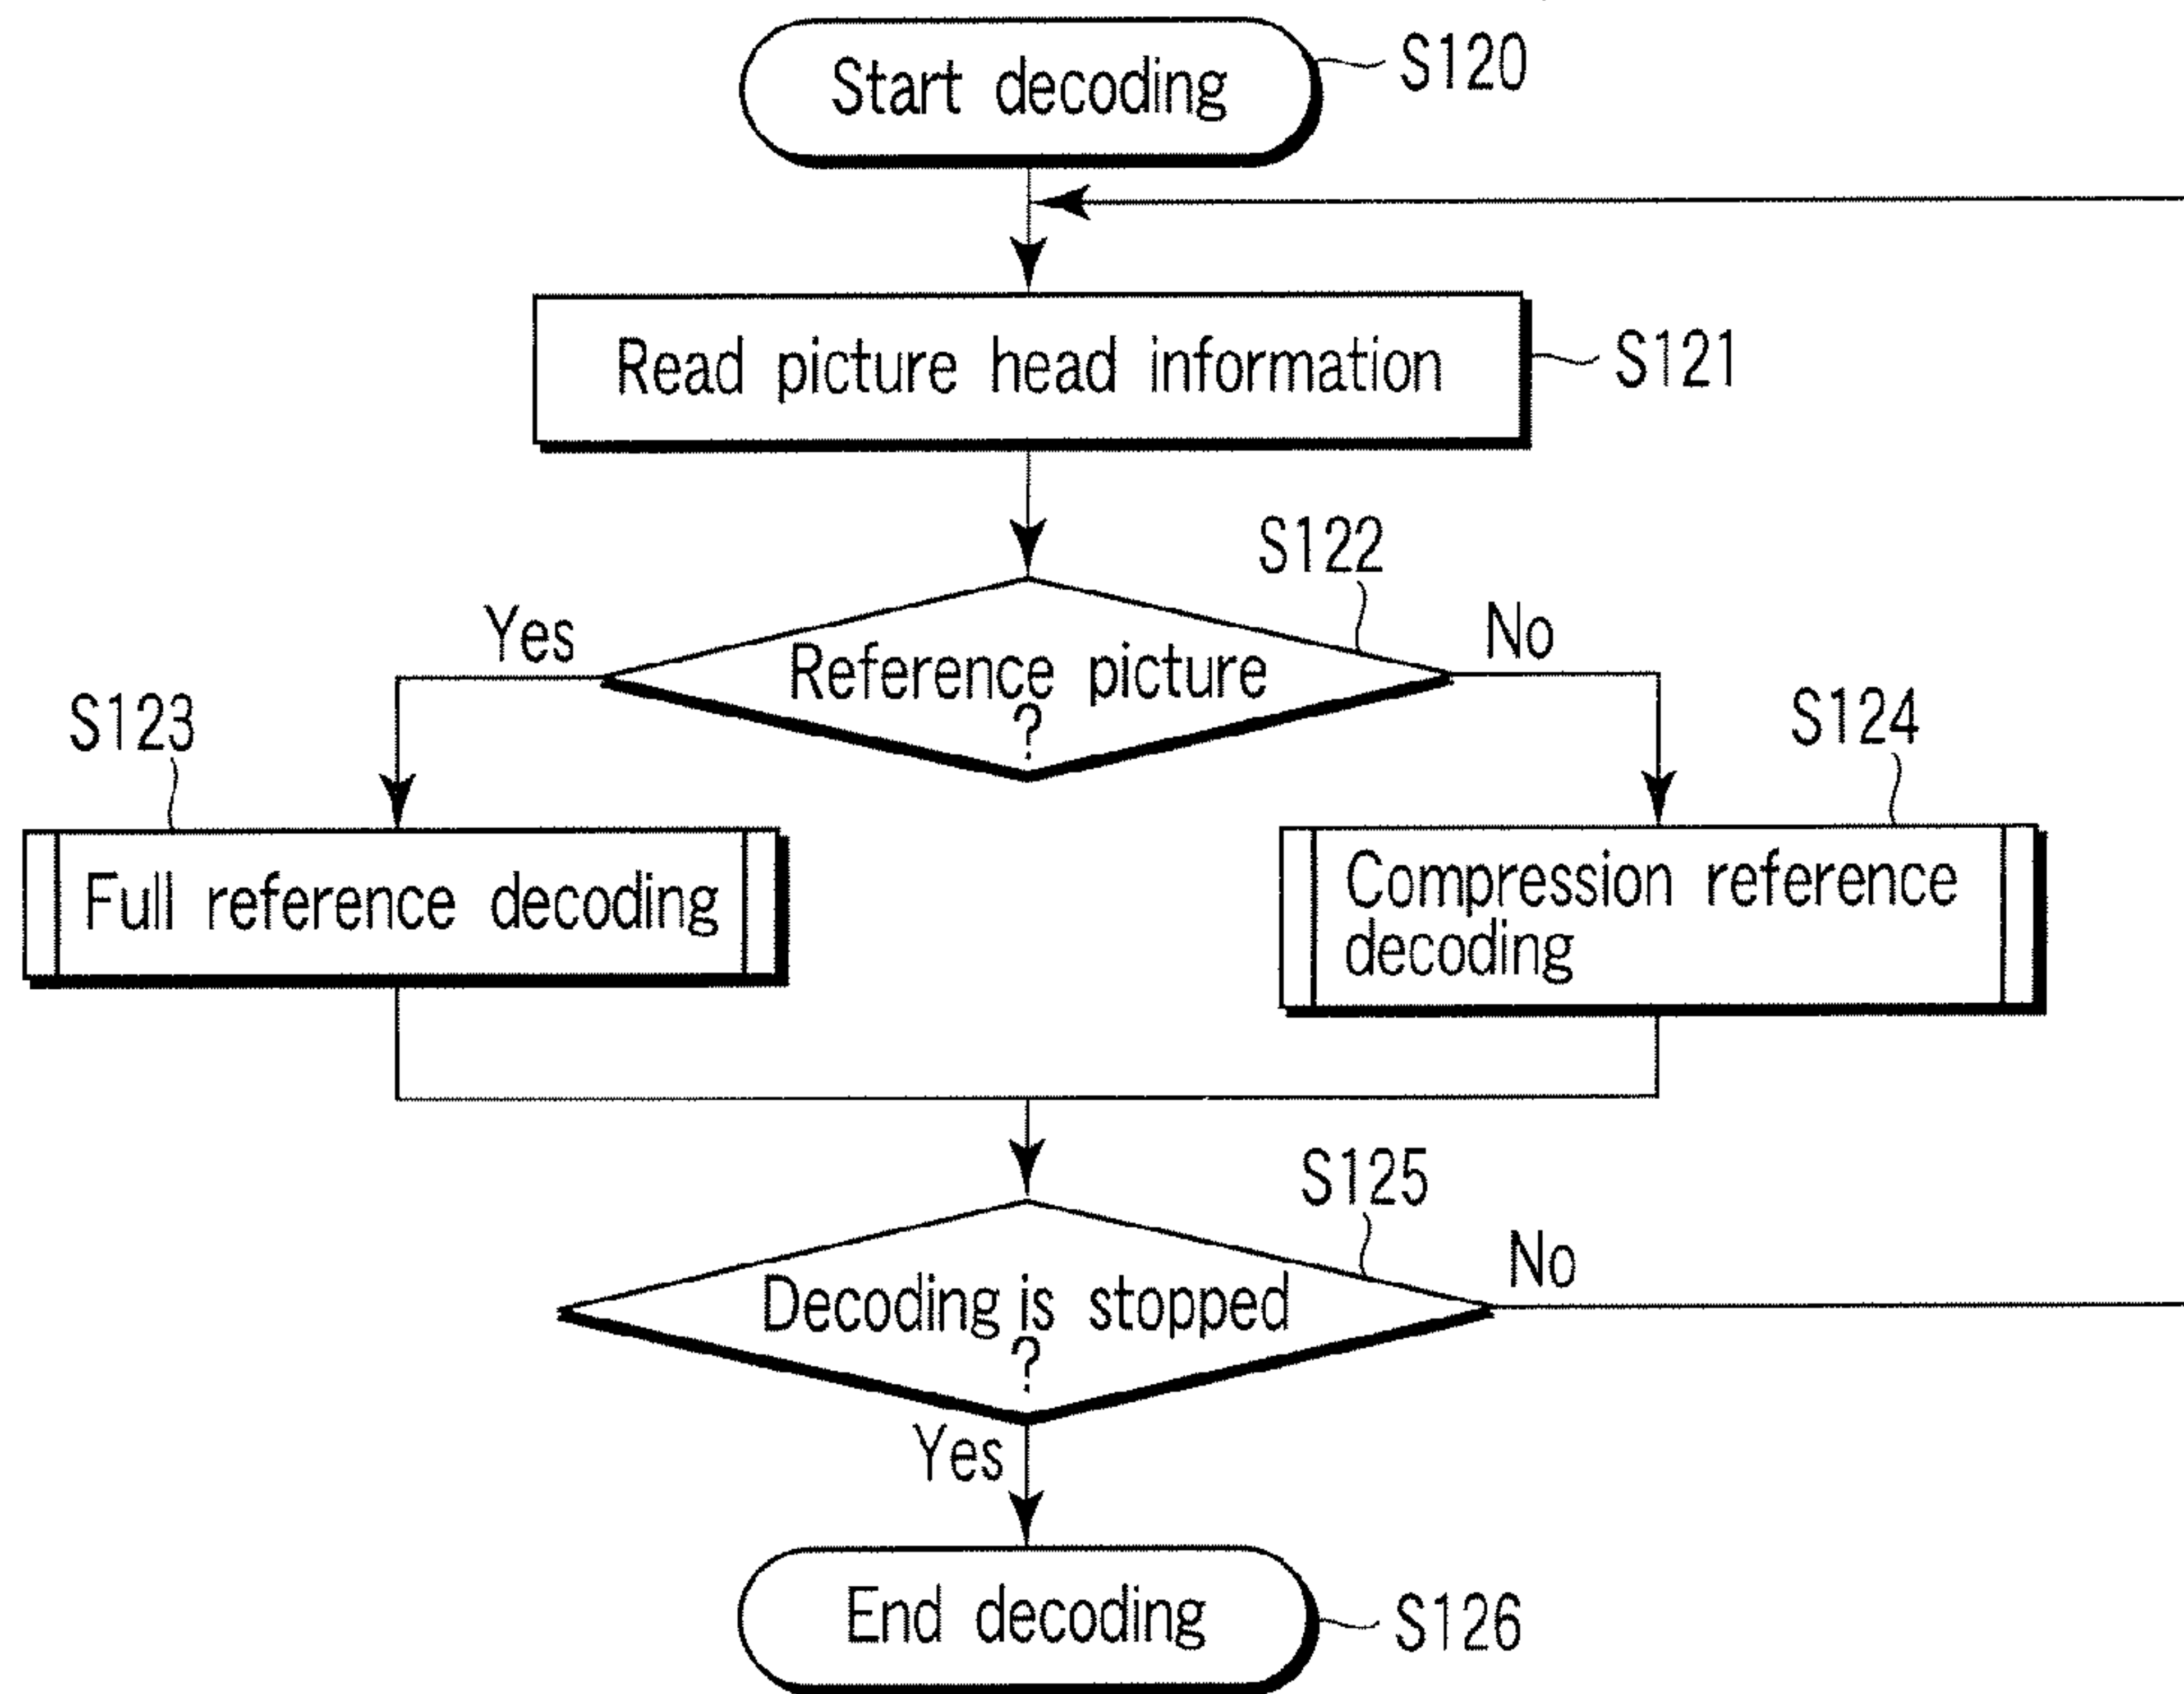 Start decoding
S120
Read picture head information
S121
S122
Yes
No
Reference picture
?
S123
S124
Full reference decoding
Compression reference
decoding
S125
No
Decoding is stopped
?
Yes
End decoding
S126